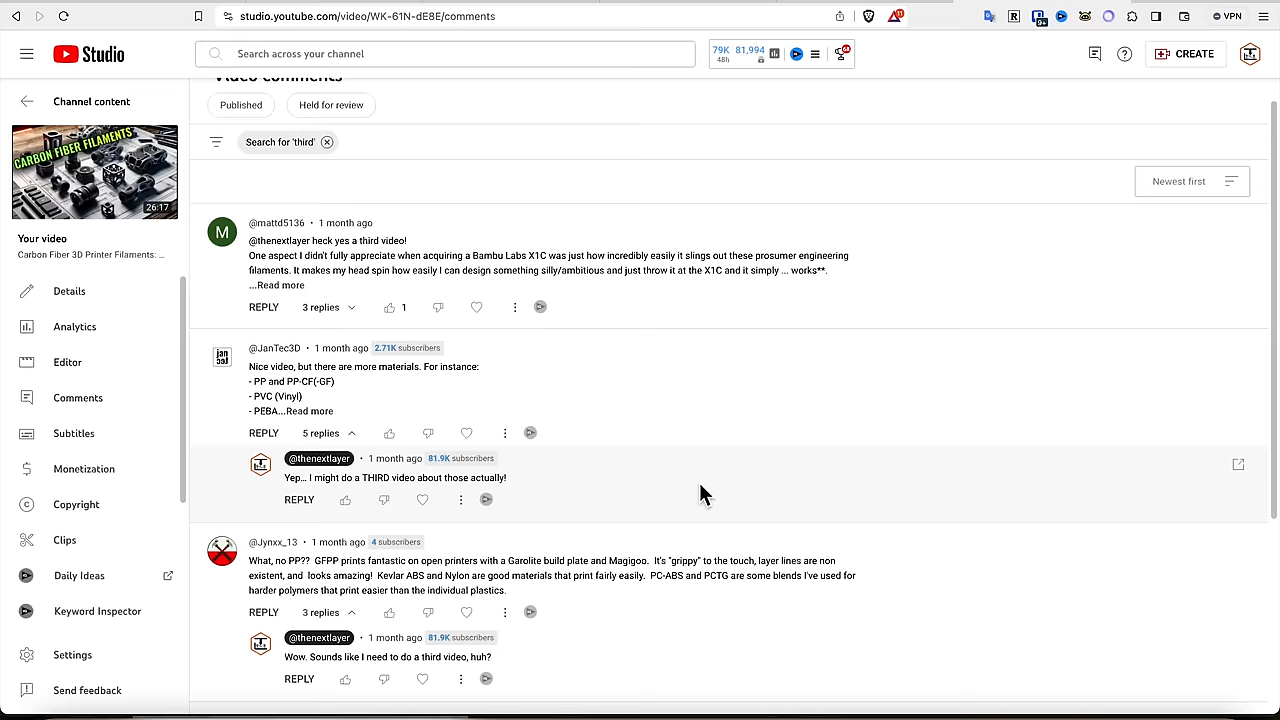 studio.youtube.com/video/WK-61N-dE8E/comments
VPN
Studio
Search across your channel
79K 81,994
48h
CREATE
Video comments
Channel content
Published
Held for review
Search for 'third'
Newest first
CARBON FIBER FILAMENTS
26:17
Your video
Carbon Fiber 3D Printer Filaments: ...
Details
Analytics
Editor
Comments
Subtitles
Monetization
Copyright
Clips
Daily Ideas
Keyword Inspector
Settings
Send feedback
M
@mattd5136 • 1 month ago
@thenextlayer heck yes a third video!
One aspect I didn't fully appreciate when acquiring a Bambu Labs X1C was just how incredibly easily it slings out these prosumer engineering
filaments. It makes my head spin how easily I can design something silly/ambitious and just throw it at the X1C and it simply ... works**.
...Read more
REPLY 3 replies 1
@JanTec3D • 1 month ago 2.71K subscribers
Nice video, but there are more materials. For instance:
- PP and PP-CF(-GF)
- PVC (Vinyl)
- PEBA...Read more
REPLY 5 replies
@thenextlayer • 1 month ago 81.9K subscribers
Yep... I might do a THIRD video about those actually!
REPLY
@Jynxx_13 • 1 month ago 4 subscribers
What, no PP?? GFPP prints fantastic on open printers with a Garolite build plate and Magigoo. It's "grippy" to the touch, layer lines are non
existent, and looks amazing! Kevlar ABS and Nylon are good materials that print fairly easily. PC-ABS and PCTG are some blends I've used for
harder polymers that print easier than the individual plastics.
REPLY 3 replies
@thenextlayer • 1 month ago 81.9K subscribers
Wow. Sounds like I need to do a third video, huh?
REPLY